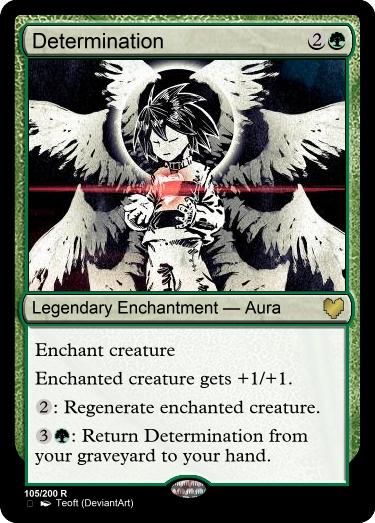 Determination 2
Legendary Enchantment — Aura
Enchant creature
Enchanted creature gets +1/+1.
2: Regenerate enchanted creature.
3 : Return Determination from
your graveyard to your hand.
105/200 R
Teoft (DeviantArt)